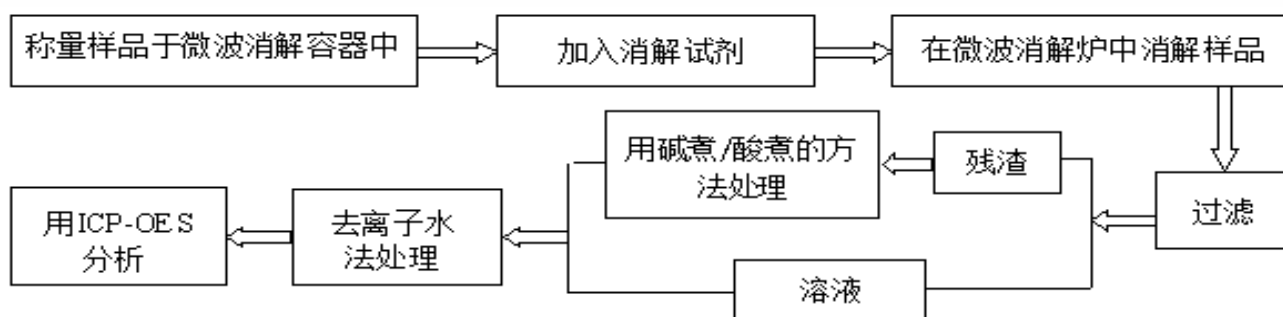 称量样品于微波消解容器中
加入消解试剂
在微波消解炉中消解样品
过滤
残渣
用碱煮/酸煮的方
法处理
溶液
去离子水
法处理
用ICP-OES
分析